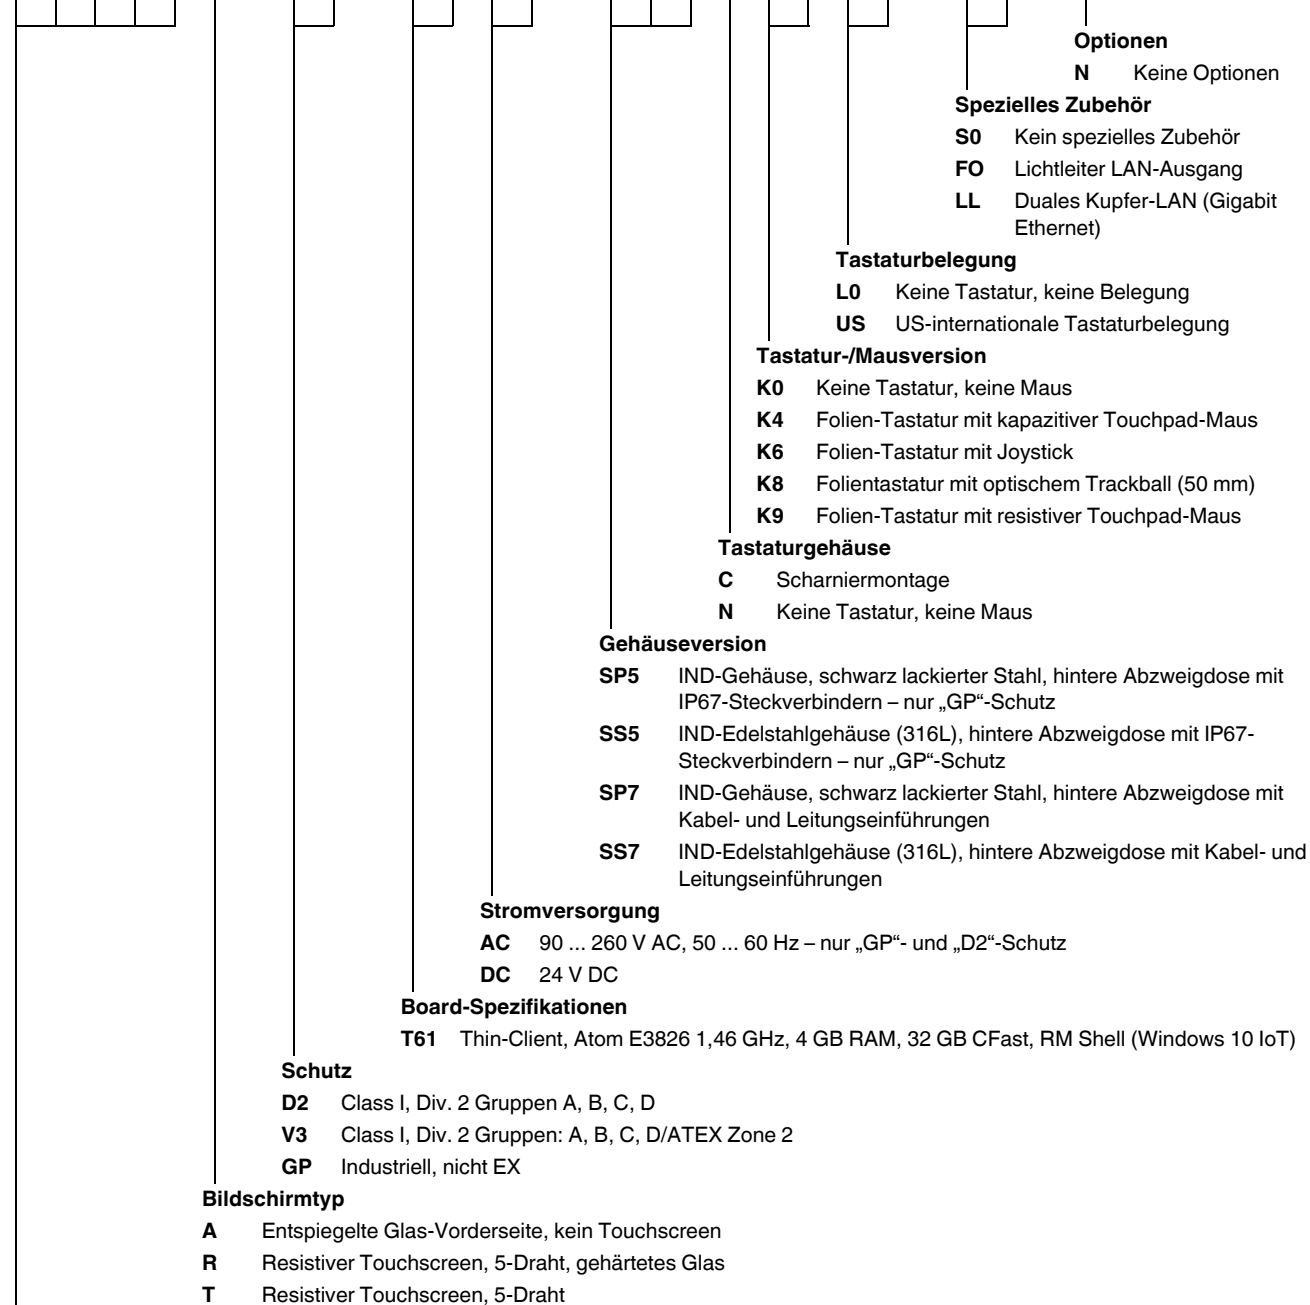 Optionen
N Keine Optionen
Spezielles Zubehör
S0 Kein spezielles Zubehör
FO Lichtleiter LAN-Ausgang
LL Duales Kupfer-LAN (Gigabit
Ethernet)
Tastaturbelegung
L0 Keine Tastatur, keine Belegung
US US-internationale Tastaturbelegung
Tastatur-/Mausversion
K0 Keine Tastatur, keine Maus
K4 Folien-Tastatur mit kapazitiver Touchpad-Maus
K6 Folien-Tastatur mit Joystick
K8 Folientastatur mit optischem Trackball (50 mm)
K9 Folien-Tastatur mit resistiver Touchpad-Maus
Tastaturgehäuse
C Scharniermontage
N Keine Tastatur, keine Maus
Gehäuseversion
SP5 IND-Gehäuse, schwarz lackierter Stahl, hintere Abzweigdose mit
IP67-Steckverbindern – nur „GP“-Schutz
SS5 IND-Edelstahlgehäuse (316L), hintere Abzweigdose mit IP67-
Steckverbindern – nur „GP“-Schutz
SP7 IND-Gehäuse, schwarz lackierter Stahl, hintere Abzweigdose mit
Kabel- und Leitungseinführungen
SS7 IND-Edelstahlgehäuse (316L), hintere Abzweigdose mit Kabel- und
Leitungseinführungen
Stromversorgung
AC 90 ... 260 V AC, 50 ... 60 Hz – nur „GP“- und „D2“-Schutz
DC 24 V DC
Board-Spezifikationen
T61 Thin-Client, Atom E3826 1,46 GHz, 4 GB RAM, 32 GB CFast, RM Shell (Windows 10 IoT)
Schutz
D2 Class I, Div. 2 Gruppen A, B, C, D
V3 Class I, Div. 2 Gruppen: A, B, C, D/ATEX Zone 2
GP Industriell, nicht EX
Bildschirmtyp
A Entspiegelte Glas-Vorderseite, kein Touchscreen
R Resistiver Touchscreen, 5-Draht, gehärtetes Glas
T Resistiver Touchscreen, 5-Draht